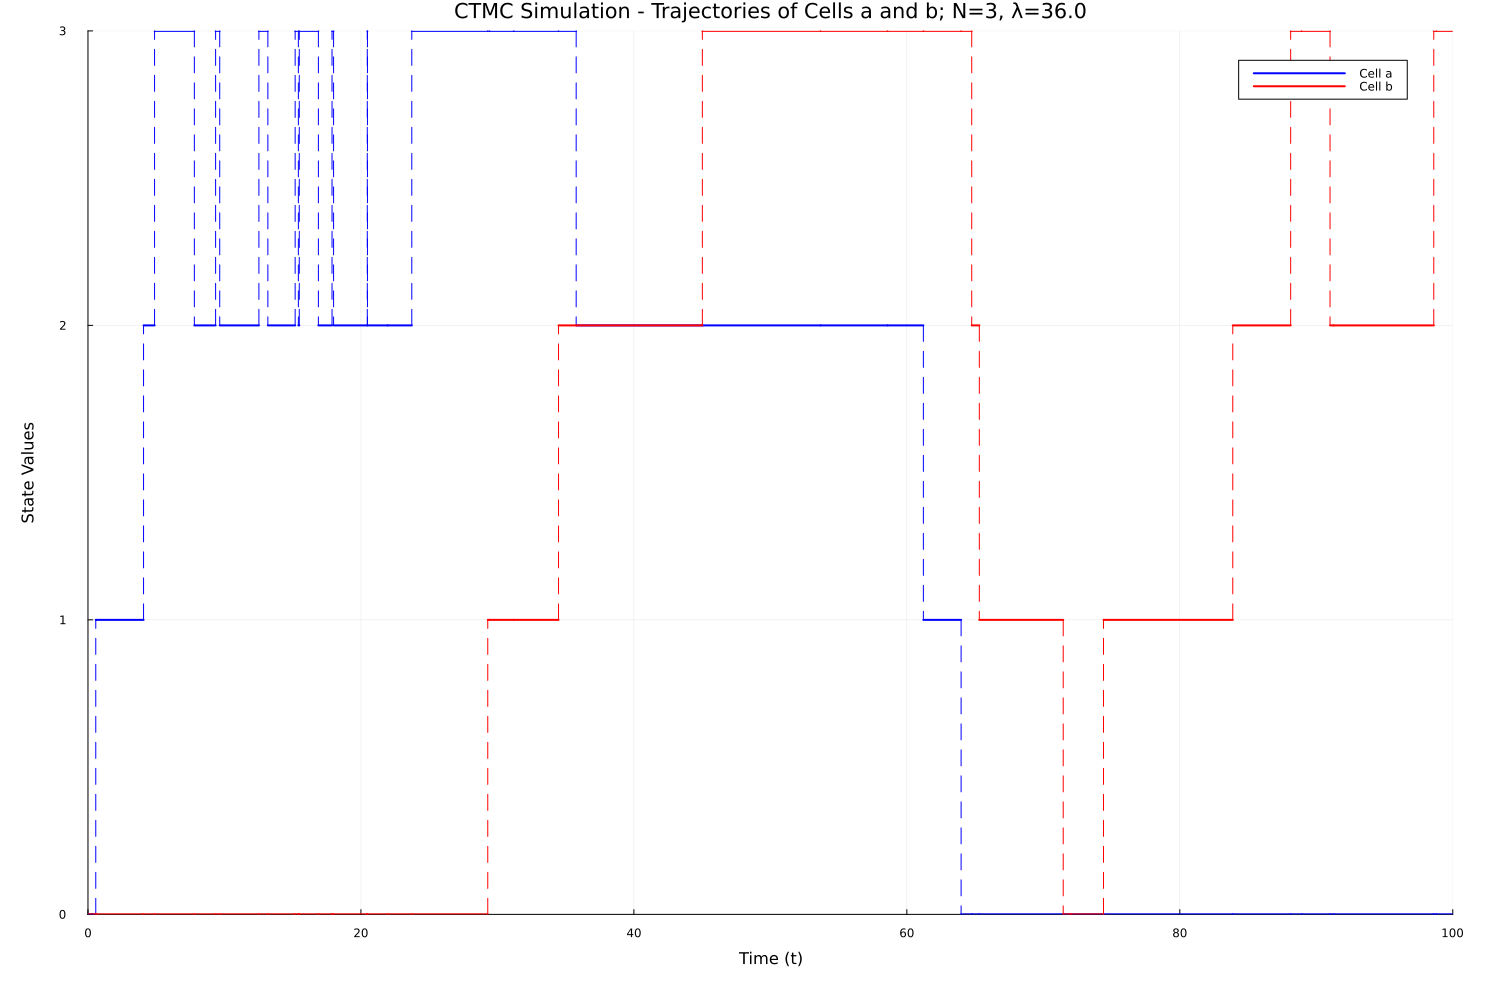 CTMC Simulation - Trajectories of Cells a and b; N=3, λ=36.0
3
Cell a
Cell b
2
State Values
1
0
0 20 40 60 80 100
Time (t)